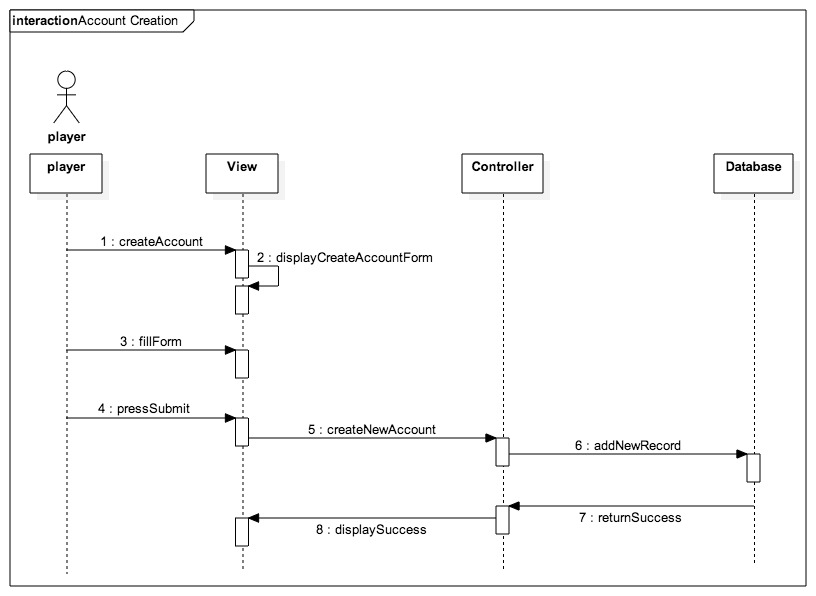 interactionAccount Creation
player
player
View
Controller
Database
1 : createAccount
2 : displayCreateAccountForm
3 : fillForm
4 : pressSubmit
5 : createNewAccount
6 : addNewRecord
7 : returnSuccess
8 : displaySuccess